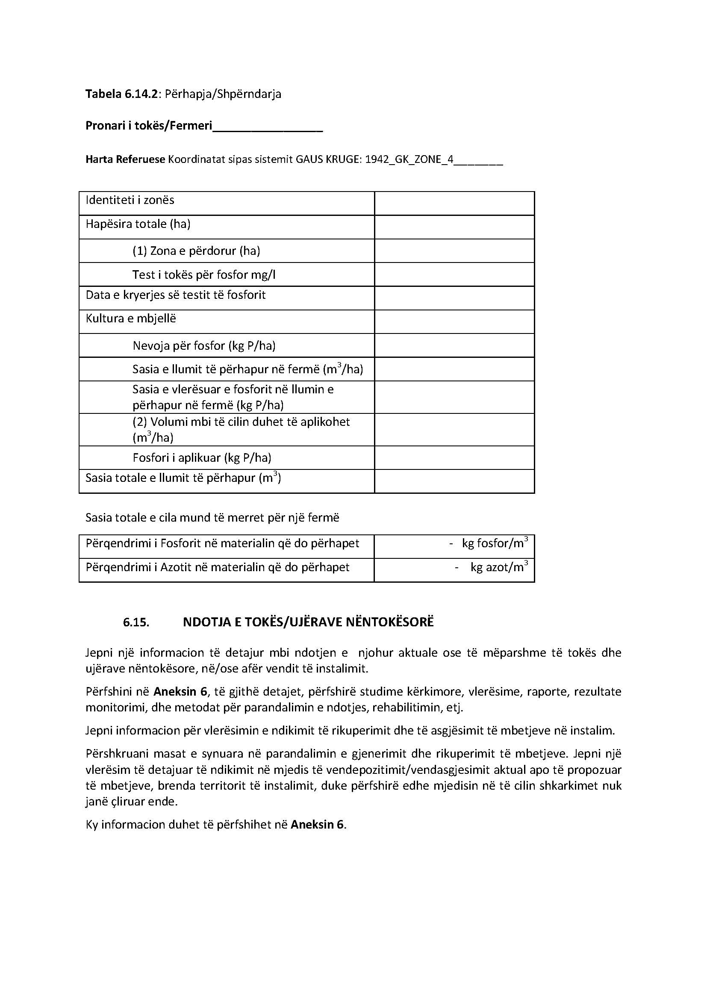 Tabela 6.14.2: Përhapja/Shpërndarja
Pronari i tokës/Fermeri_________________
Harta Referuese Koordinatat sipas sistemit GAUS KRUGE: 1942_GK_ZONE_4________
Identiteti i zonës
Hapësira totale (ha)
(1) Zona e përdorur (ha)
Test i tokës për fosfor mg/l
Data e kryerjes së testit të fosforit
Kultura e mbjellë
Nevoja për fosfor (kg P/ha)
Sasia e llumit të përhapur në fermë (m³/ha)
Sasia e vlerësuar e fosforit në llumin e
përhapur në fermë (kg P/ha)
(2) Volumi mbi të cilin duhet të aplikohet
(m³/ha)
Fosfori i aplikuar (kg P/ha)
Sasia totale e llumit të përhapur (m³)
Sasia totale e cila mund të merret për një fermë
Përqendrimi i Fosforit në materialin që do përhapet - kg fosfor/m³
Përqendrimi i Azotit në materialin që do përhapet - kg azot/m³
6.15. NDOTJA E TOKËS/UJËRAVE NËNTOKËSORË
Jepni një informacion të detajur mbi ndotjen e njohur aktuale ose të mëparshme të tokës dhe
ujërave nëntokësore, në/ose afër vendit të instalimit.
Përfshini në Aneksin 6, të gjithë detajet, përfshirë studime kërkimore, vlerësime, raporte, rezultate
monitorimi, dhe metodat për parandalimin e ndotjes, rehabilitimin, etj.
Jepni informacion për vlerësimin e ndikimit të rikuperimit dhe të asgjësimit të mbetjeve në instalim.
Përshkruani masat e synuara në parandalimin e gjenerimit dhe rikuperimit të mbetjeve. Jepni një
vlerësim të detajuar të ndikimit në mjedis të vendepozitimit/vendasgjesimit aktual apo të propozuar
të mbetjeve, brenda territorit të instalimit, duke përfshirë edhe mjedisin në të cilin shkarkimet nuk
janë çliruar ende.
Ky informacion duhet të përfshihet në Aneksin 6.